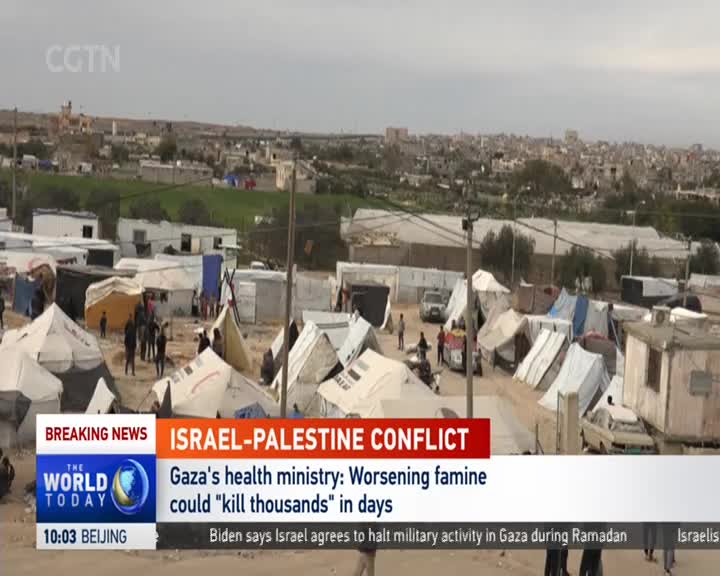 CGTN
BREAKING NEWS
ISRAEL-PALESTINE CONFLICT
THE
WORLD
TODAY
Gaza's health ministry: Worsening famine
could "kill thousands" in days
10:03 BEIJING
Biden says Israel agrees to halt military activity in Gaza during Ramadan
Israelis